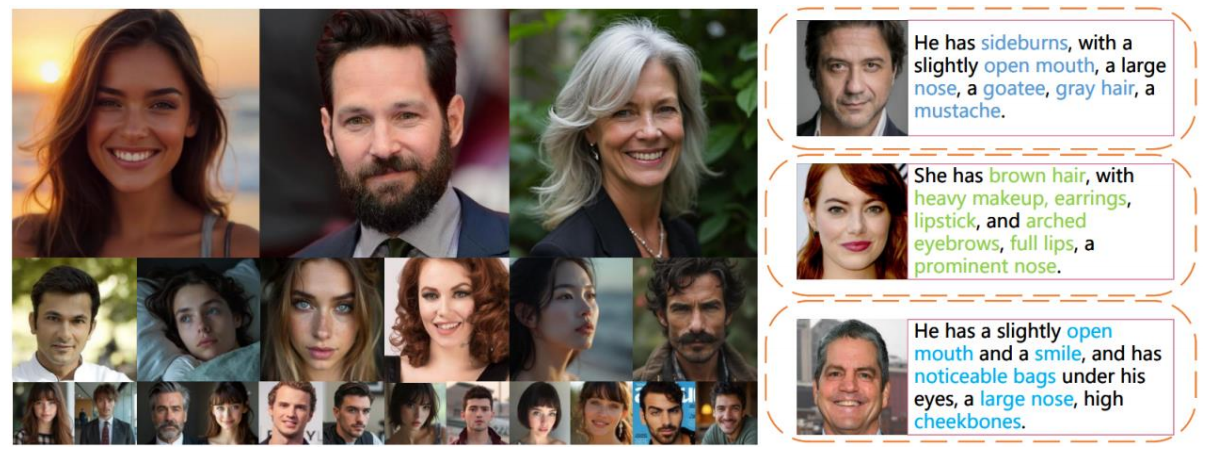 He has sideburns, with a
slightly open mouth, a large
nose, a goatee, gray hair, a
mustache.
She has brown hair, with
heavy makeup, earrings,
lipstick, and arched
eyebrows, full lips, a
prominent nose.
He has a slightly open
mouth and a smile, and has
noticeable bags under his
eyes, a large nose, high
cheekbones.